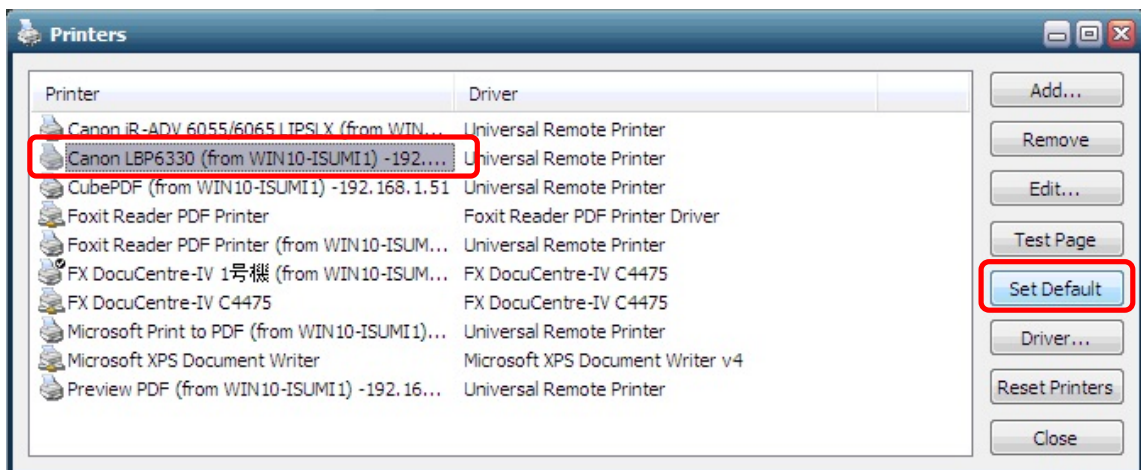 Printers
Printer Driver Add...
Canon iR-ADV 6055/6065 LIPSLX (from WIN... Universal Remote Printer
Canon LBP6330 (from WIN10-ISUMI1) -192.... Universal Remote Printer Remove
CubePDF (from WIN10-ISUMI1) -192.168.1.51 Universal Remote Printer Edit...
Foxit Reader PDF Printer Foxit Reader PDF Printer Driver
Foxit Reader PDF Printer (from WIN10-ISUM... Universal Remote Printer Test Page
FX DocuCentre-IV 1号機 (from WIN10-ISUM... FX DocuCentre-IV C4475
FX DocuCentre-IV C4475 FX DocuCentre-IV C4475 Set Default
Microsoft Print to PDF (from WIN10-ISUMI1)... Universal Remote Printer Driver...
Microsoft XPS Document Writer Microsoft XPS Document Writer v4
Preview PDF (from WIN10-ISUMI1) -192.16... Universal Remote Printer Reset Printers
Close